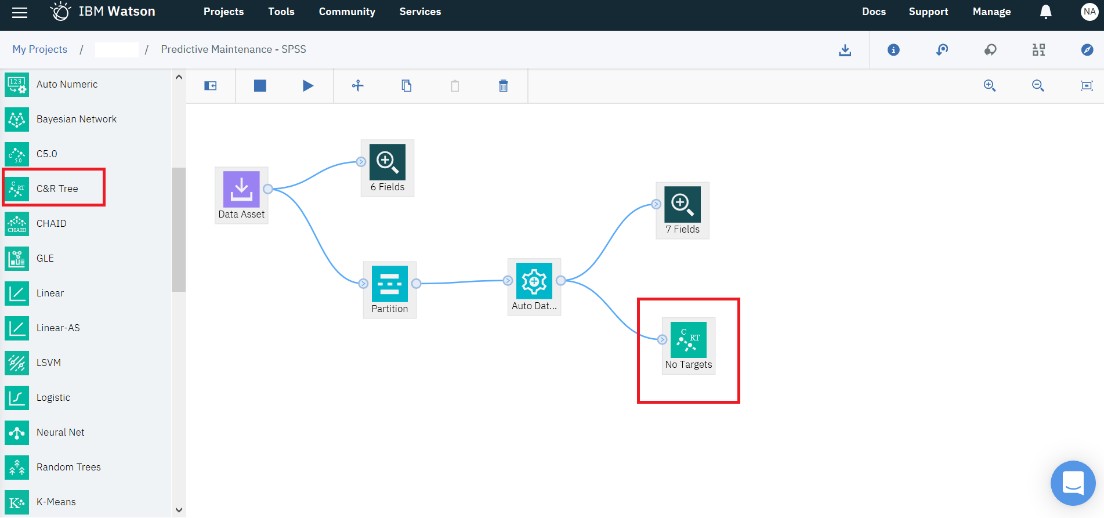 IBM Watson Projects Tools Community Services Docs Support Manage NA
My Projects / / Predictive Maintenance - SPSS
Auto Numeric
Bayesian Network
C5.0
C&R Tree
CHAID
GLE
Linear
Linear-AS
LSVM
Logistic
Neural Net
Random Trees
K-Means
6 Fields
Data Asset
7 Fields
Partition
Auto Dat...
C RT
No Targets